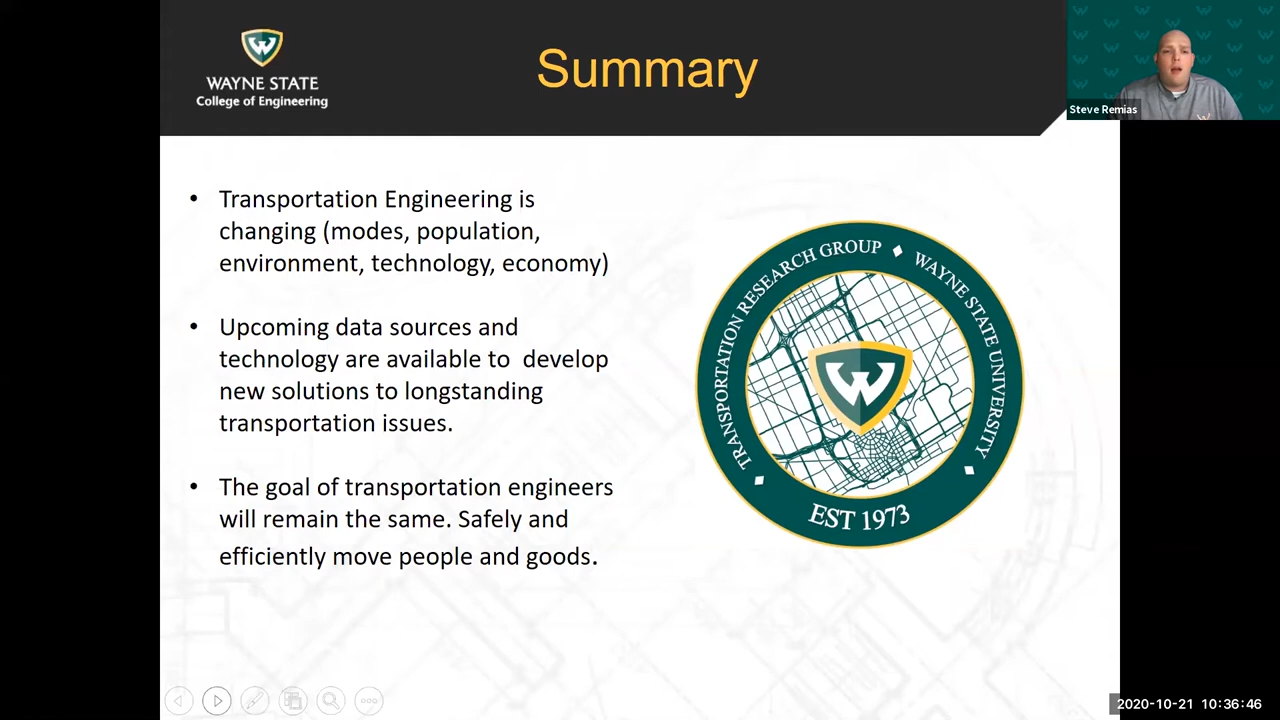 WAYNE STATE
College of Engineering
Summary
Steve Remias
• Transportation Engineering is
changing (modes, population,
environment, technology, economy)
• Upcoming data sources and
technology are available to  develop
new solutions to longstanding
transportation issues.
• The goal of transportation engineers
will remain the same. Safely and
efficiently move people and goods.
TRANSPORTATION RESEARCH GROUP ♦ WAYNE STATE UNIVERSITY ♦
W
EST 1973
2020-10-21 10:36:46